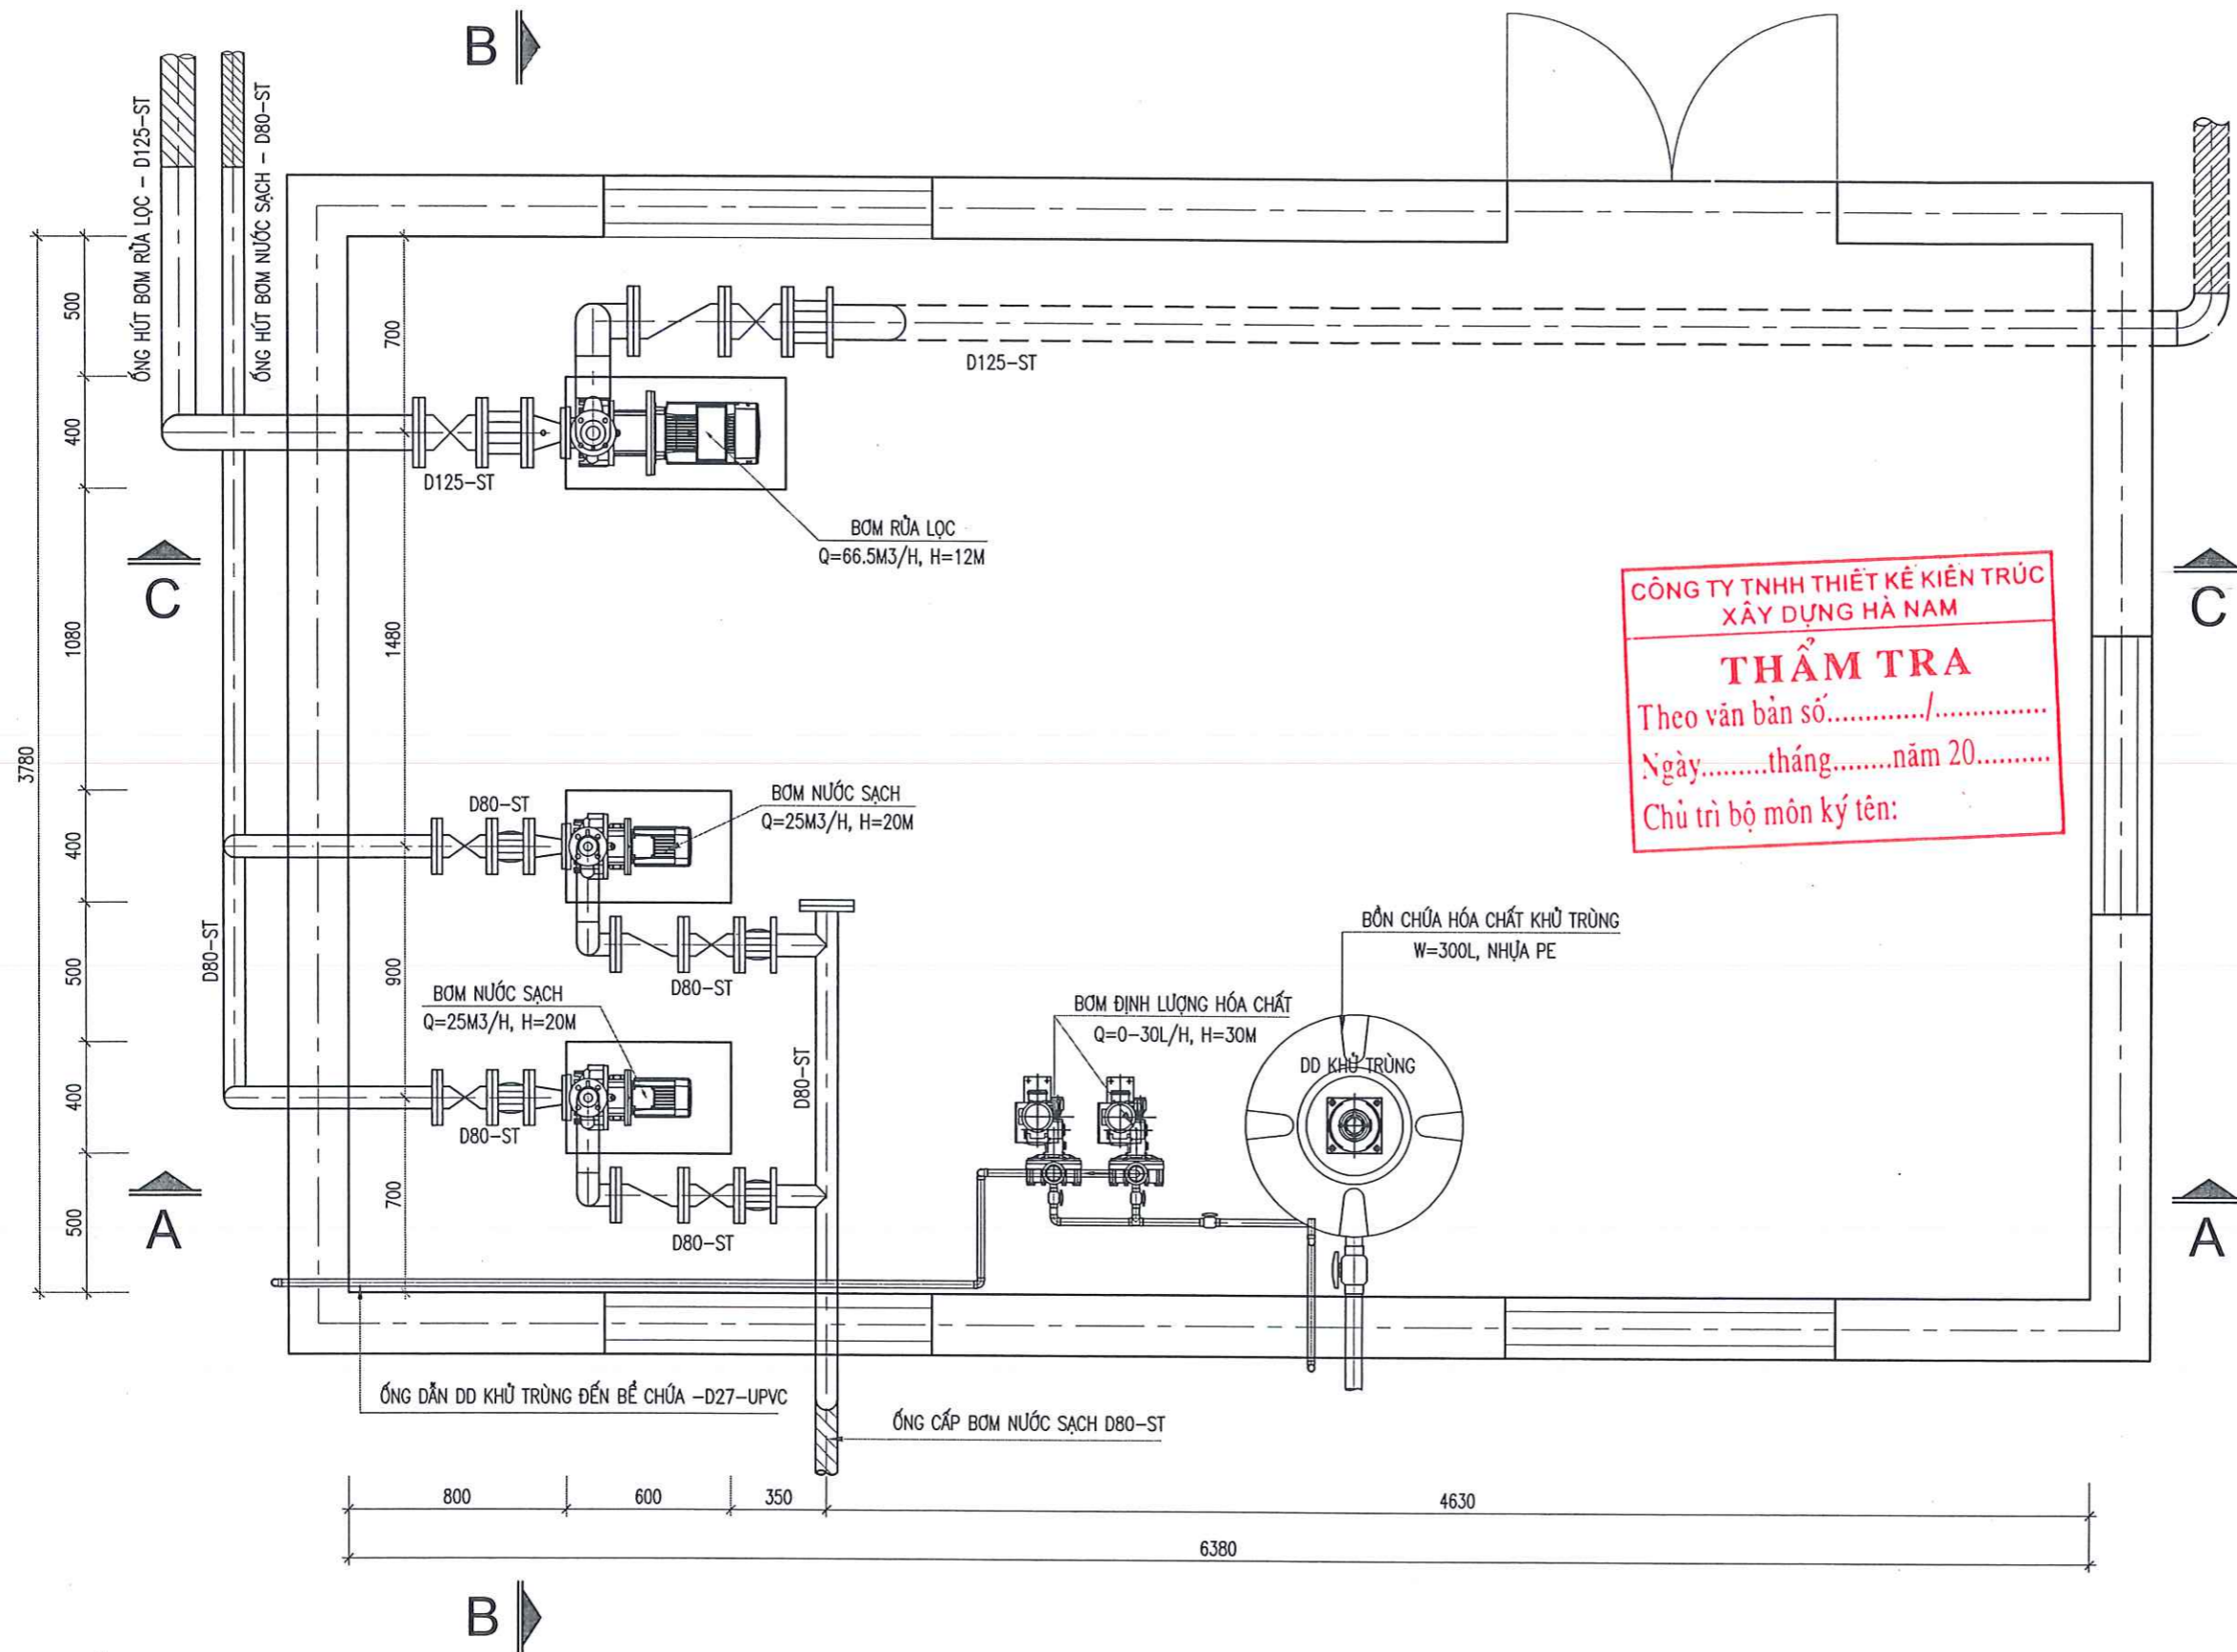 B
ỐNG HÚT BƠM RỬA LỌC - D125-ST
ỐNG HÚT BƠM NƯỚC SẠCH - D80-ST
500
700
D125-ST
400
D125-ST
BƠM RỬA LỌC
Q=66.5M3/H, H=12M
C
C
CÔNG TY TNHH THIẾT KẾ KIẾN TRÚC
XÂY DỰNG HÀ NAM
THẨM TRA
Theo văn bản số............./................
Ngày.........tháng........năm 20..........
Chủ trì bộ môn ký tên:
1080
1480
3780
D80-ST
BƠM NƯỚC SẠCH
Q=25M3/H, H=20M
400
D80-ST
BỒN CHỨA HÓA CHẤT KHỬ TRÙNG
W=300L, NHỰA PE
500
900
D80-ST
BƠM NƯỚC SẠCH
Q=25M3/H, H=20M
BƠM ĐỊNH LƯỢNG HÓA CHẤT
Q=0-30L/H, H=30M
DD KHỬ TRÙNG
D80-ST
400
D80-ST
A
A
500
700
D80-ST
ỐNG DẪN DD KHỬ TRÙNG ĐẾN BỂ CHỨA -D27-UPVC
ỐNG CẤP BƠM NƯỚC SẠCH D80-ST
800
600
350
4630
6380
B